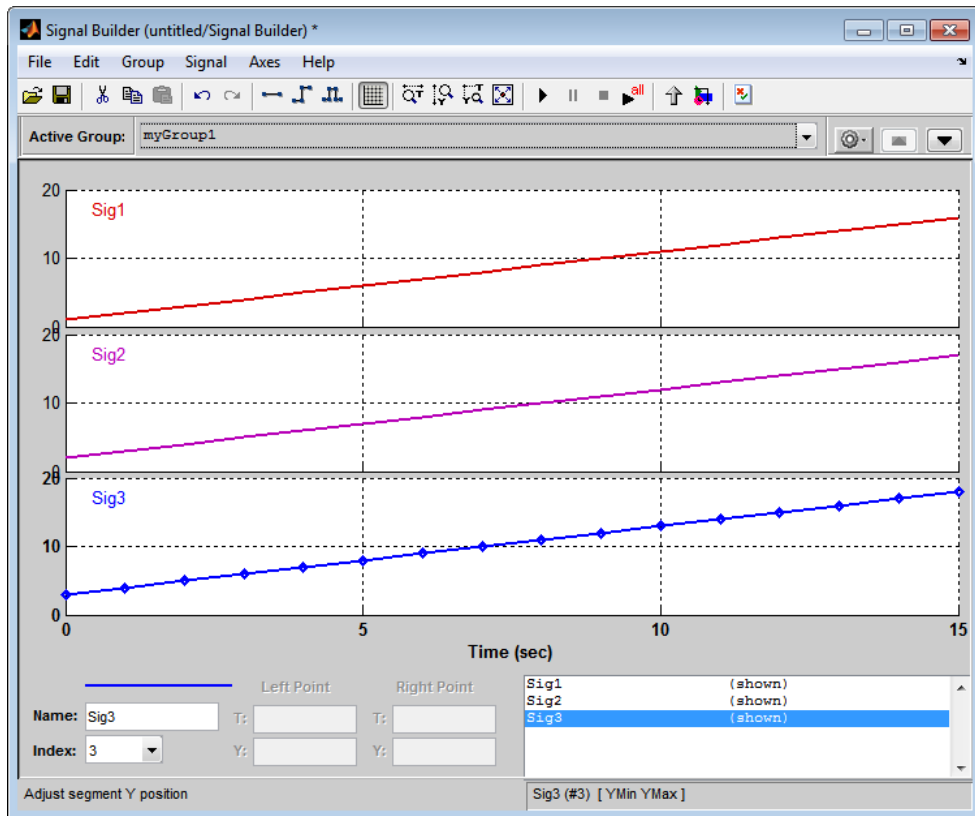 Signal Builder (untitled/Signal Builder) *
File Edit Group Signal Axes Help
all
Active Group: myGroup1
20
Sig1
10
0
20
Sig2
10
0
20
Sig3
10
0
0 5 10 15
Time (sec)
Left Point Right Point
Name: Sig3 T: T:
Index: 3 Y: Y:
Sig1 (shown)
Sig2 (shown)
Sig3 (shown)
Adjust segment Y position
Sig3 (#3) [ YMin YMax ]